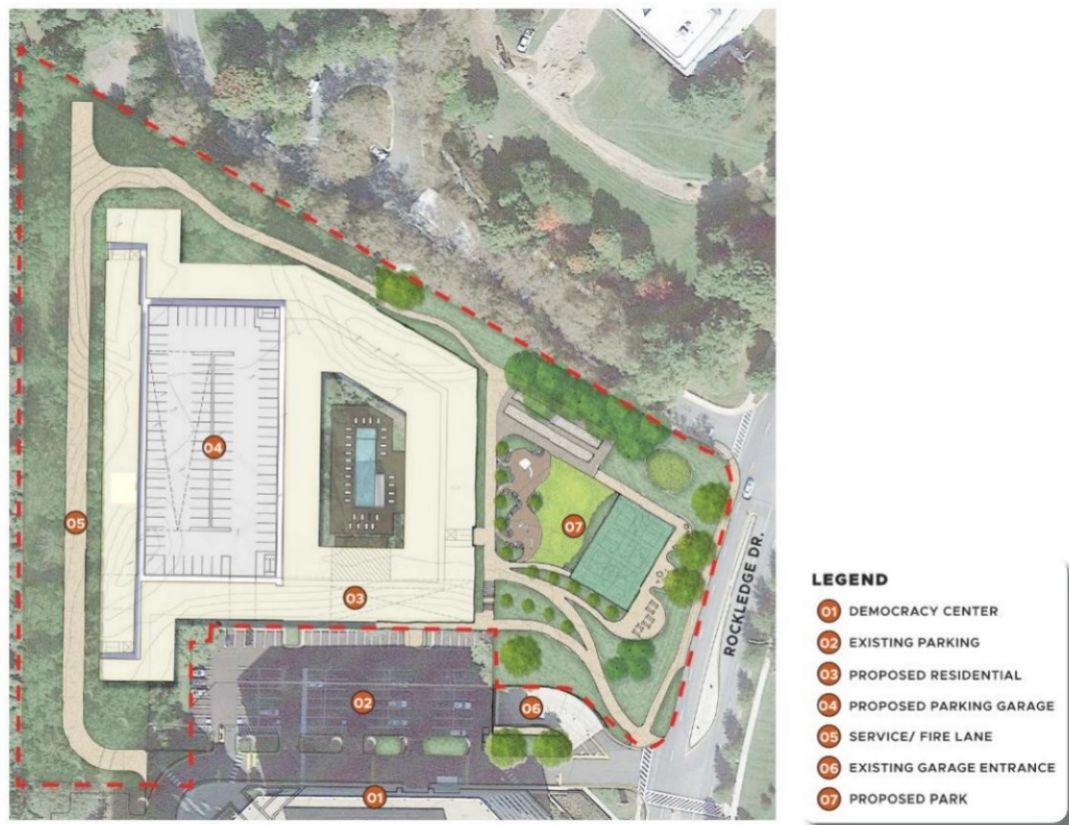 04
05
07
03
02
06
01
ROCKLEDGE DR.
LEGEND
01 DEMOCRACY CENTER
02 EXISTING PARKING
03 PROPOSED RESIDENTIAL
04 PROPOSED PARKING GARAGE
05 SERVICE/ FIRE LANE
06 EXISTING GARAGE ENTRANCE
07 PROPOSED PARK